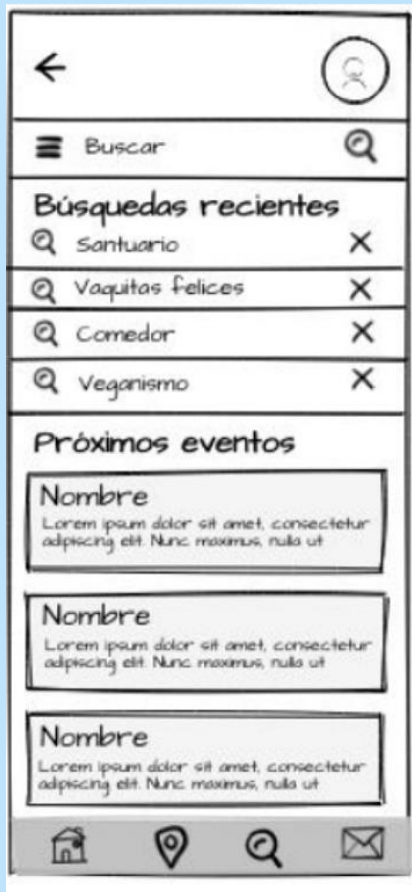 Buscar
Búsquedas recientes
Santuario
Vaquitas felices
Comedor
Veganismo
Próximos eventos
Nombre
Lorem ipsum dolor sit amet, consectetur
adipiscing elit. Nunc maximus, nulla ut
Nombre
Lorem ipsum dolor sit amet, consectetur
adipiscing elit. Nunc maximus, nulla ut
Nombre
Lorem ipsum dolor sit amet, consectetur
adipiscing elit. Nunc maximus, nulla ut